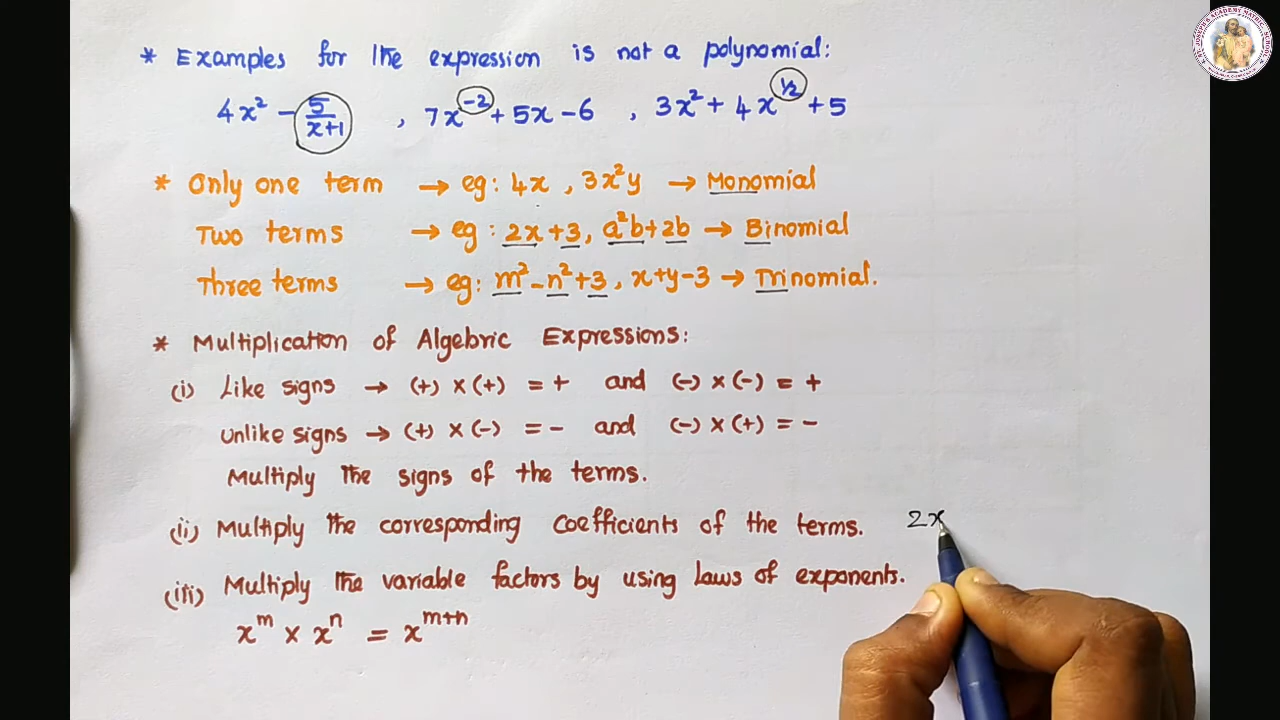 * Examples for the expression is not a polynomial:
4x² - 5/(x+1) , 7x⁻² + 5x - 6 , 3x² + 4x^(1/2) + 5
* Only one term → eg: 4x , 3x²y → Monomial
Two terms → eg: 2x+3, a²b+2b → Binomial
Three terms → eg: m²-n²+3, x+y-3 → Trinomial.
* Multiplication of Algebric Expressions:
(i) Like signs → (+) × (+) = + and (-) × (-) = +
Unlike signs → (+) × (-) = - and (-) × (+) = -
Multiply the signs of the terms.
(ii) Multiply the corresponding coefficients of the terms. 2x
(iii) Multiply the variable factors by using laws of exponents.
xᵐ × xⁿ = xᵐ⁺ⁿ